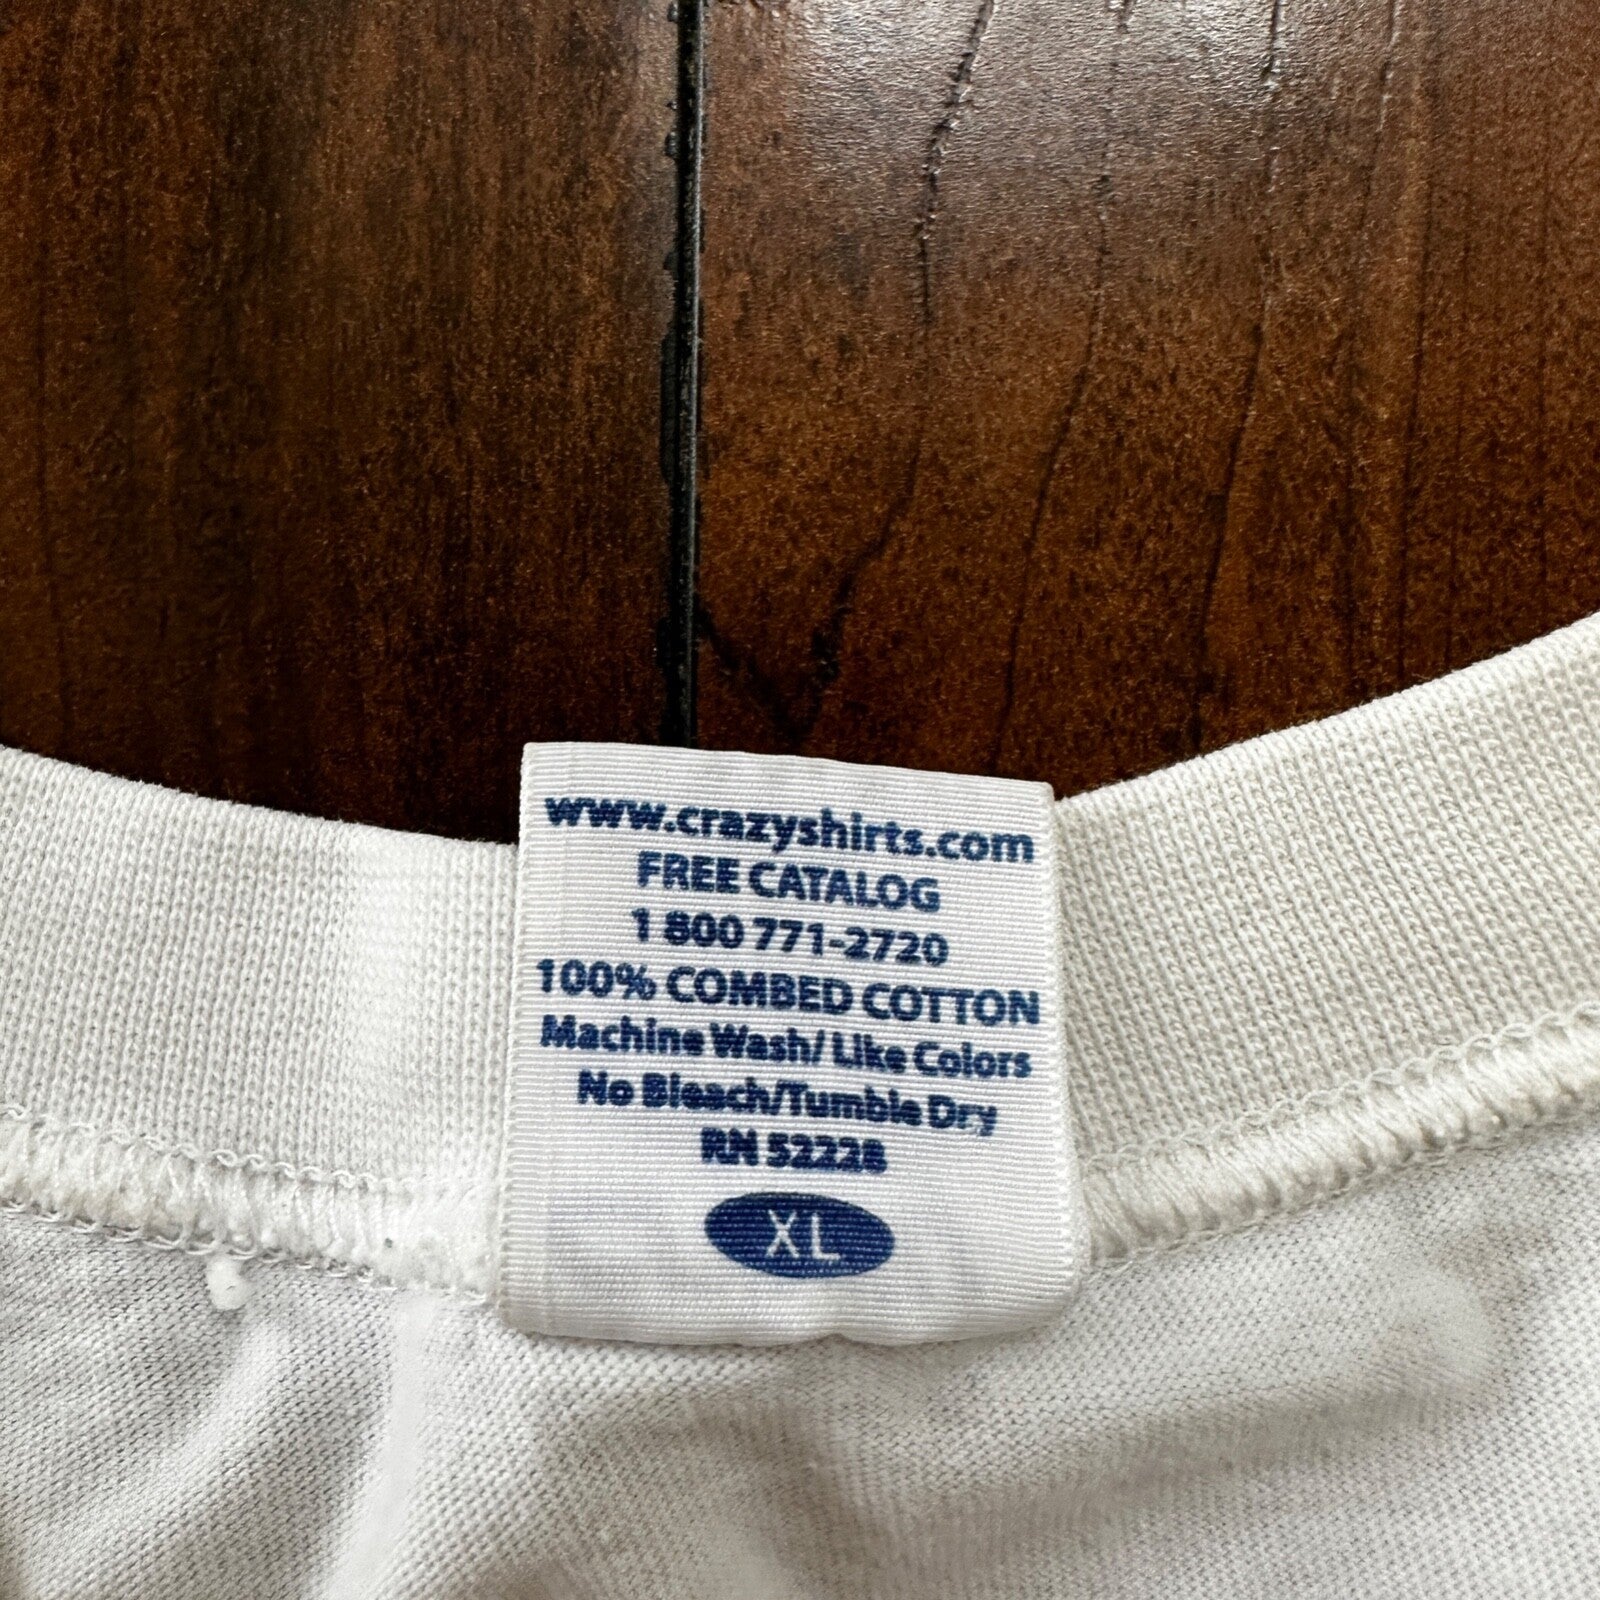 www.crazyshirts.com
FREE CATALOG
1 800 771-2720
100% COMBED COTTON
Machine Wash/ Like Colors
No Bleach/Tumble Dry
RN 52228
XL